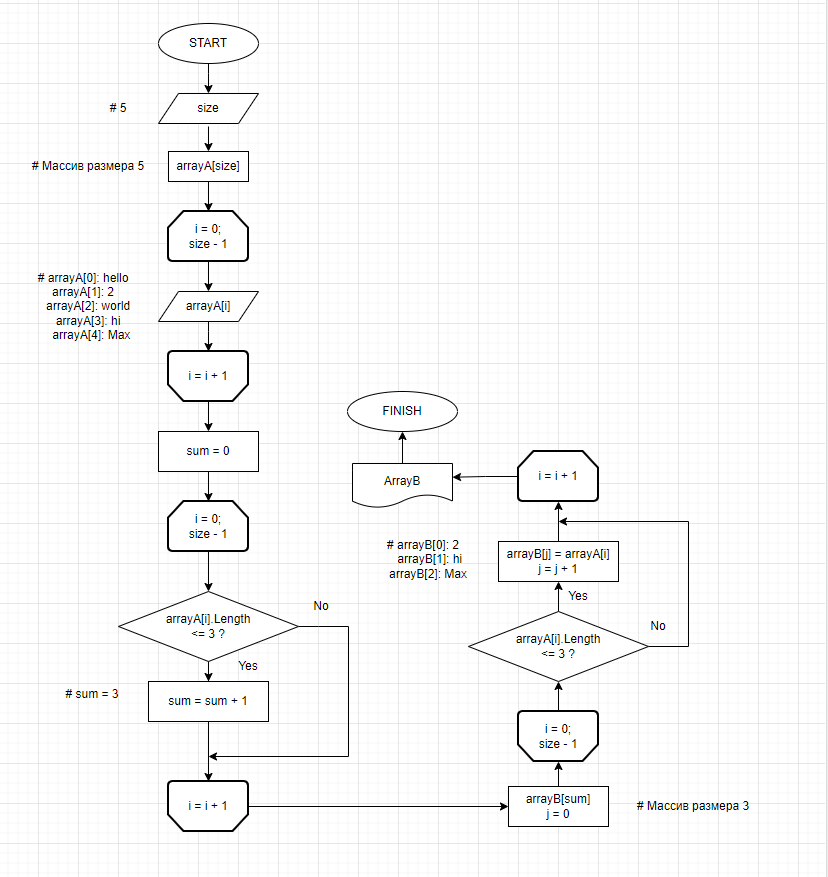 START
# 5
size
# Массив размера 5
arrayA[size]
i = 0;
size - 1
# arrayA[0]: hello
arrayA[1]: 2
arrayA[2]: world
arrayA[3]: hi
arrayA[4]: Max
arrayA[i]
i = i + 1
sum = 0
i = 0;
size - 1
arrayA[i].Length
<= 3 ?
No
Yes
# sum = 3
sum = sum + 1
i = i + 1
arrayB[sum]
j = 0
# Массив размера 3
i = 0;
size - 1
arrayA[i].Length
<= 3 ?
No
Yes
arrayB[j] = arrayA[i]
j = j + 1
# arrayB[0]: 2
arrayB[1]: hi
arrayB[2]: Max
i = i + 1
ArrayB
FINISH